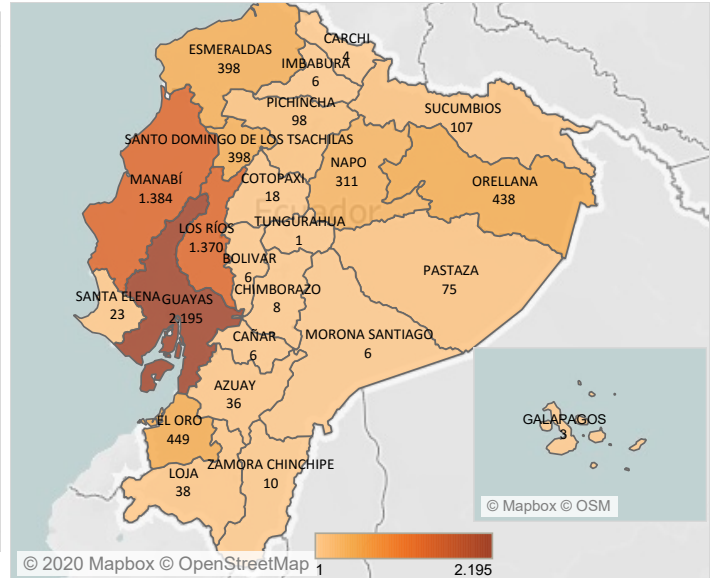 CARCHI
4
ESMERALDAS
398
IMBABURA
6
PICHINCHA
98
SUCUMBIOS
107
SANTO DOMINGO DE LOS TSACHILAS
398
NAPO
311
COTOPAXI
18
MANABÍ
1.384
ORELLANA
438
Ecuador
TUNGURAHUA
1
LOS RÍOS
1.370
BOLIVAR
6
PASTAZA
75
CHIMBORAZO
8
SANTA ELENA
23
GUAYAS
2.195
CAÑAR
6
MORONA SANTIAGO
6
AZUAY
36
EL ORO
449
GALAPAGOS
3
ZAMORA CHINCHIPE
10
LOJA
38
© Mapbox © OSM
© 2020 Mapbox © OpenStreetMap
1
2.195